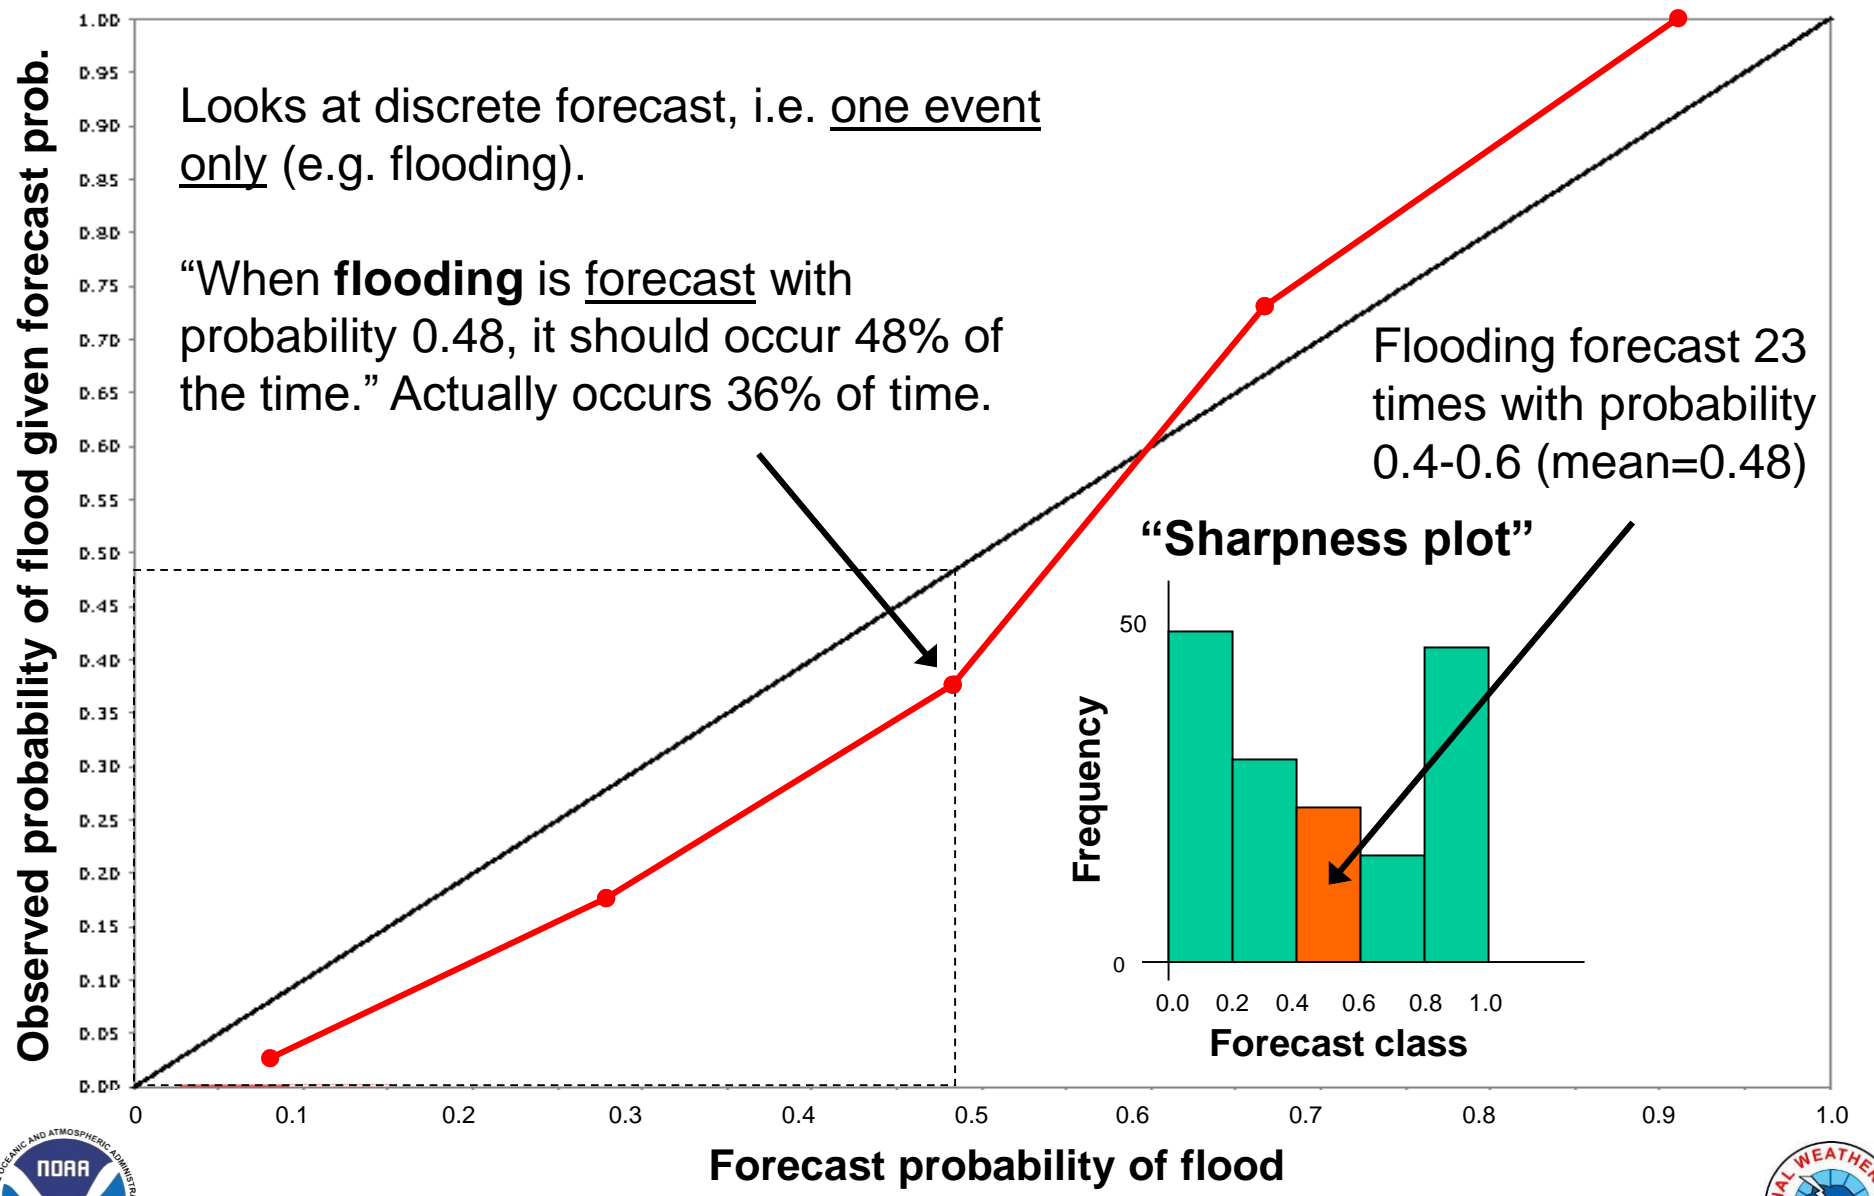 Observed probability of flood given forecast prob.
1.00
0.95
0.90
0.85
0.80
0.75
0.70
0.65
0.60
0.55
0.50
0.45
0.40
0.35
0.30
0.25
0.20
0.15
0.10
0.05
0.00
Looks at discrete forecast, i.e. one event
only (e.g. flooding).
“When flooding is forecast with
probability 0.48, it should occur 48% of
the time.” Actually occurs 36% of time.
Flooding forecast 23
times with probability
0.4-0.6 (mean=0.48)
“Sharpness plot”
50
0
Frequency
0.0 0.2 0.4 0.6 0.8 1.0
Forecast class
0 0.1 0.2 0.3 0.4 0.5 0.6 0.7 0.8 0.9 1.0
Forecast probability of flood
AND ATMOSPHERIC
NOAA
WEATHER